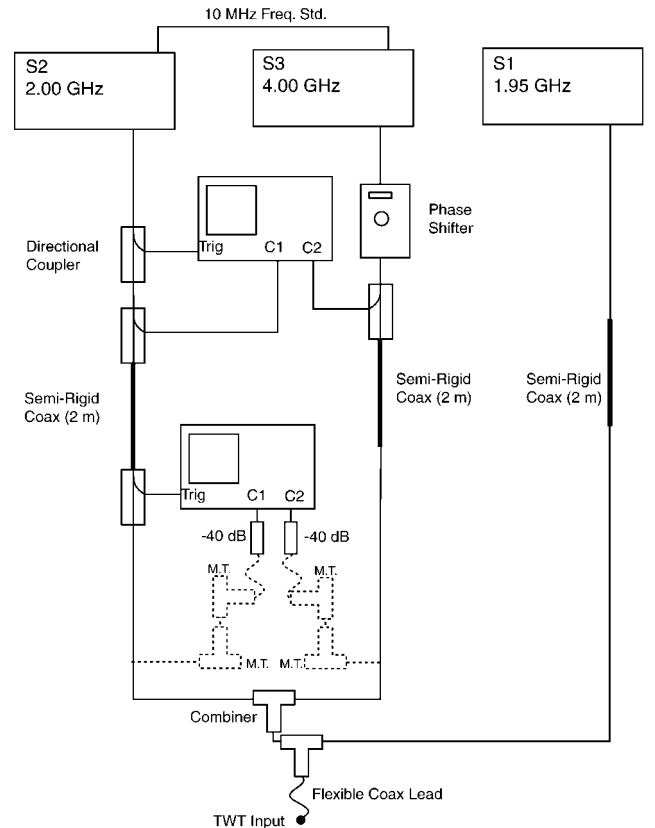 10 MHz Freq. Std.
S2
2.00 GHz
S3
4.00 GHz
S1
1.95 GHz
Directional
Coupler
Trig
C1
C2
Phase
Shifter
Semi-Rigid
Coax (2 m)
Semi-Rigid
Coax (2 m)
Semi-Rigid
Coax (2 m)
Trig
C1
C2
-40 dB
-40 dB
M.T.
M.T.
M.T.
M.T.
Combiner
Flexible Coax Lead
TWT Input